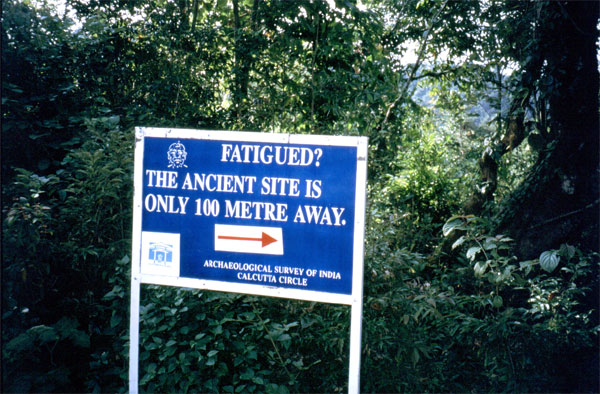 FATIGUED?
THE ANCIENT SITE IS
ONLY 100 METRE AWAY.
ARCHAEOLOGICAL SURVEY OF INDIA
CALCUTTA CIRCLE